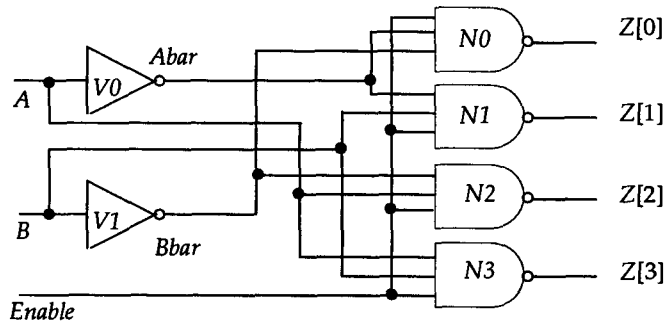 Abar
N0
Z[0]
A
V0
N1
Z[1]
N2
Z[2]
B
V1
Bbar
N3
Z[3]
Enable